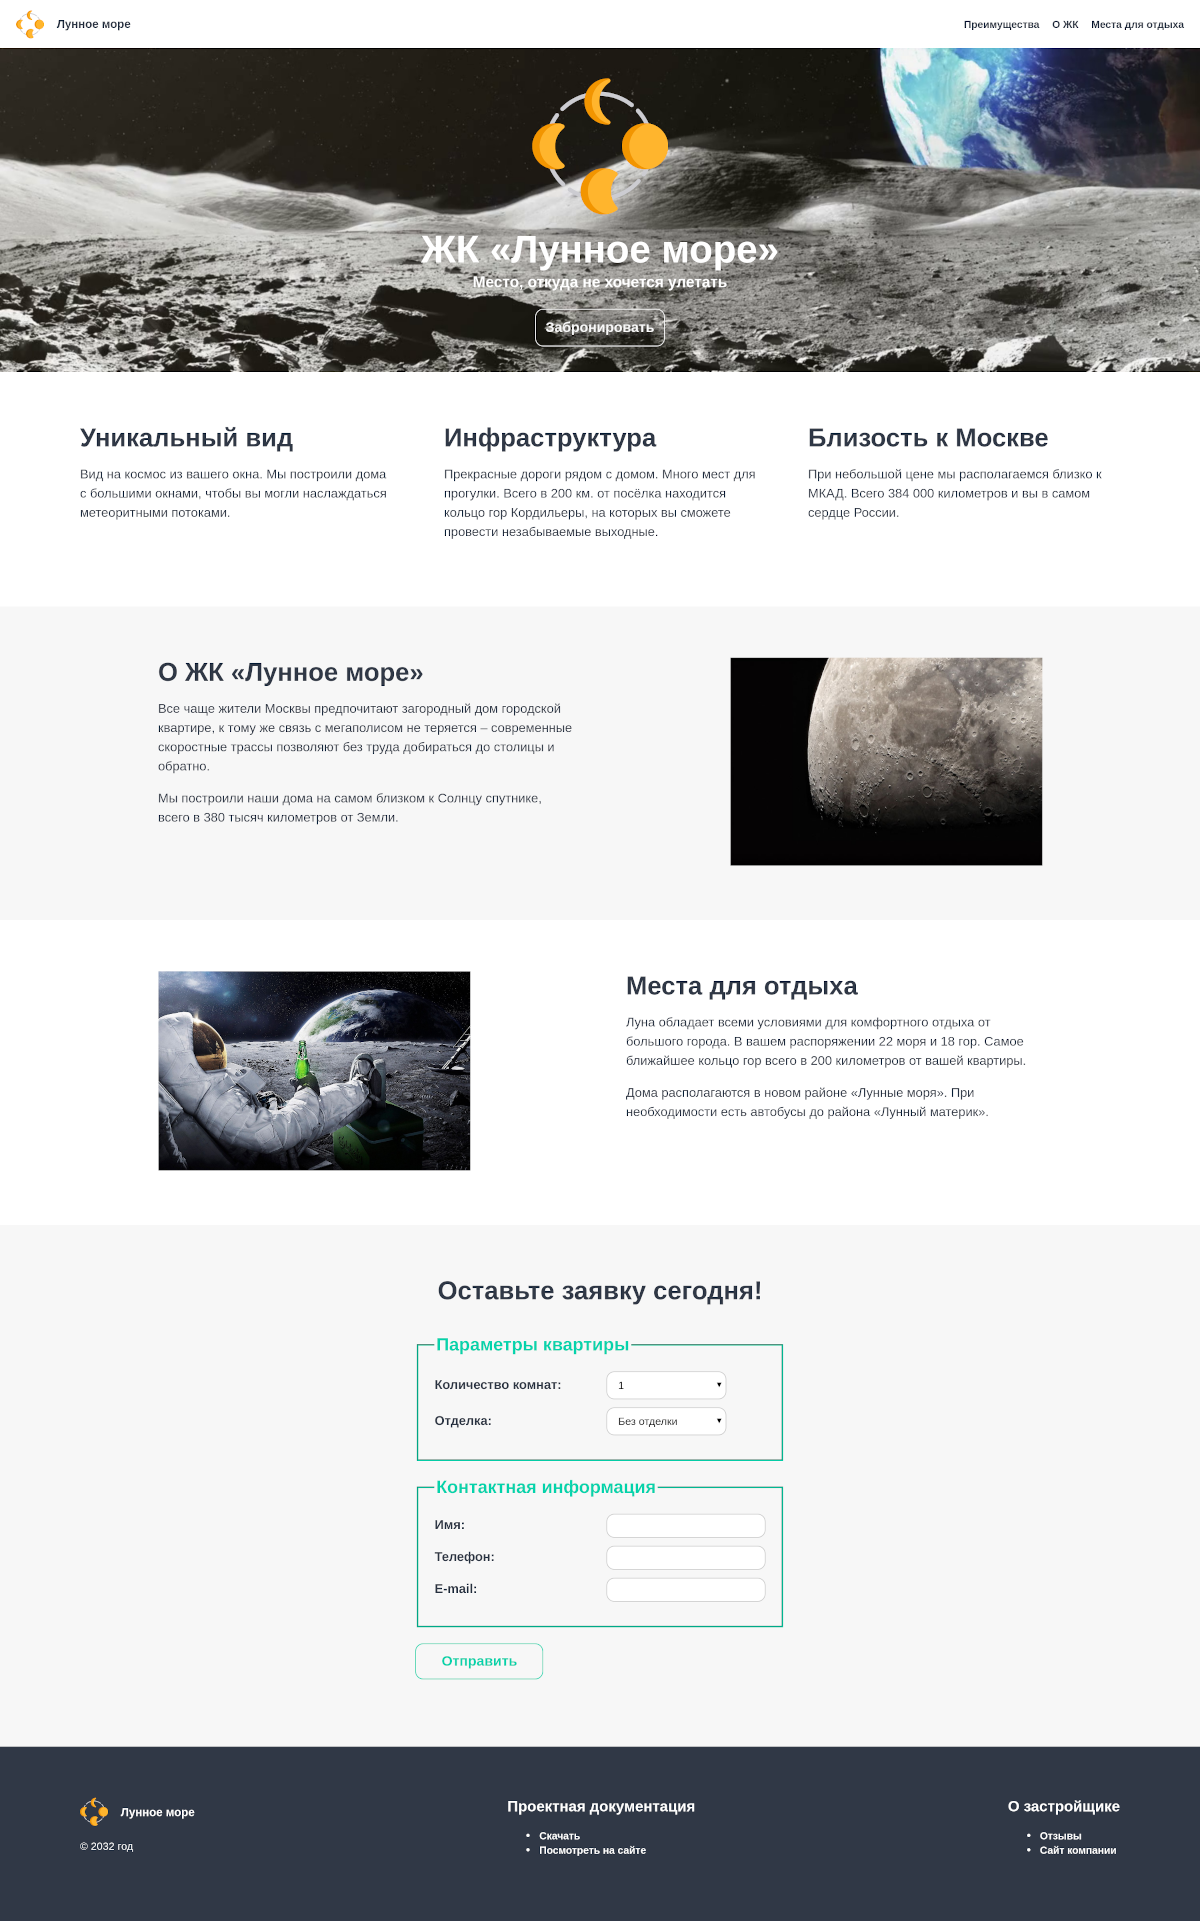 Лунное море
Преимущества
О ЖК
Места для отдыха
ЖК «Лунное море»
Место, откуда не хочется улетать
Забронировать
Уникальный вид
Вид на космос из вашего окна. Мы построили дома
с большими окнами, чтобы вы могли наслаждаться
метеоритными потоками.
Инфраструктура
Прекрасные дороги рядом с домом. Много мест для
прогулки. Всего в 200 км. от посёлка находится
кольцо гор Кордильеры, на которых вы сможете
провести незабываемые выходные.
Близость к Москве
При небольшой цене мы располагаемся близко к
МКАД. Всего 384 000 километров и вы в самом
сердце России.
О ЖК «Лунное море»
Все чаще жители Москвы предпочитают загородный дом городской
квартире, к тому же связь с мегаполисом не теряется – современные
скоростные трассы позволяют без труда добираться до столицы и
обратно.
Мы построили наши дома на самом близком к Солнцу спутнике,
всего в 380 тысяч километров от Земли.
Места для отдыха
Луна обладает всеми условиями для комфортного отдыха от
большого города. В вашем распоряжении 22 моря и 18 гор. Самое
ближайшее кольцо гор всего в 200 километров от вашей квартиры.
Дома располагаются в новом районе «Лунные моря». При
необходимости есть автобусы до района «Лунный материк».
Оставьте заявку сегодня!
Параметры квартиры
Количество комнат:
1
Отделка:
Без отделки
Контактная информация
Имя:
Телефон:
E-mail:
Отправить
Лунное море
© 2032 год
Проектная документация
Скачать
Посмотреть на сайте
О застройщике
Отзывы
Сайт компании